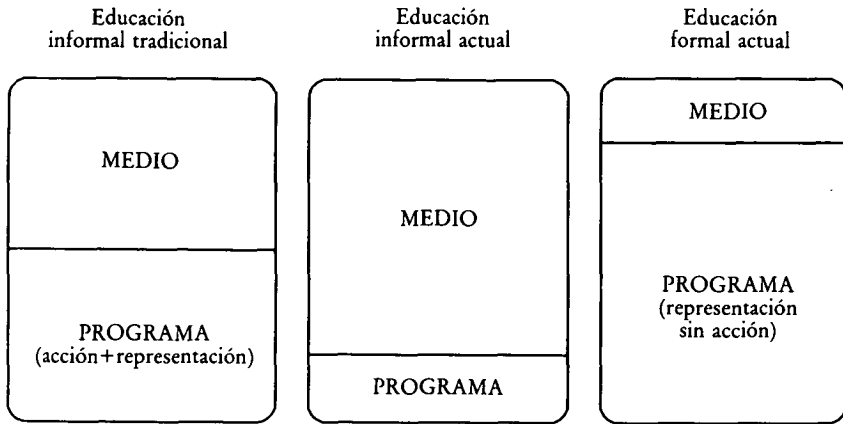 Educación
informal tradicional
MEDIO
PROGRAMA
(acción+representación)
Educación
informal actual
MEDIO
PROGRAMA
Educación
formal actual
MEDIO
PROGRAMA
(representación
sin acción)